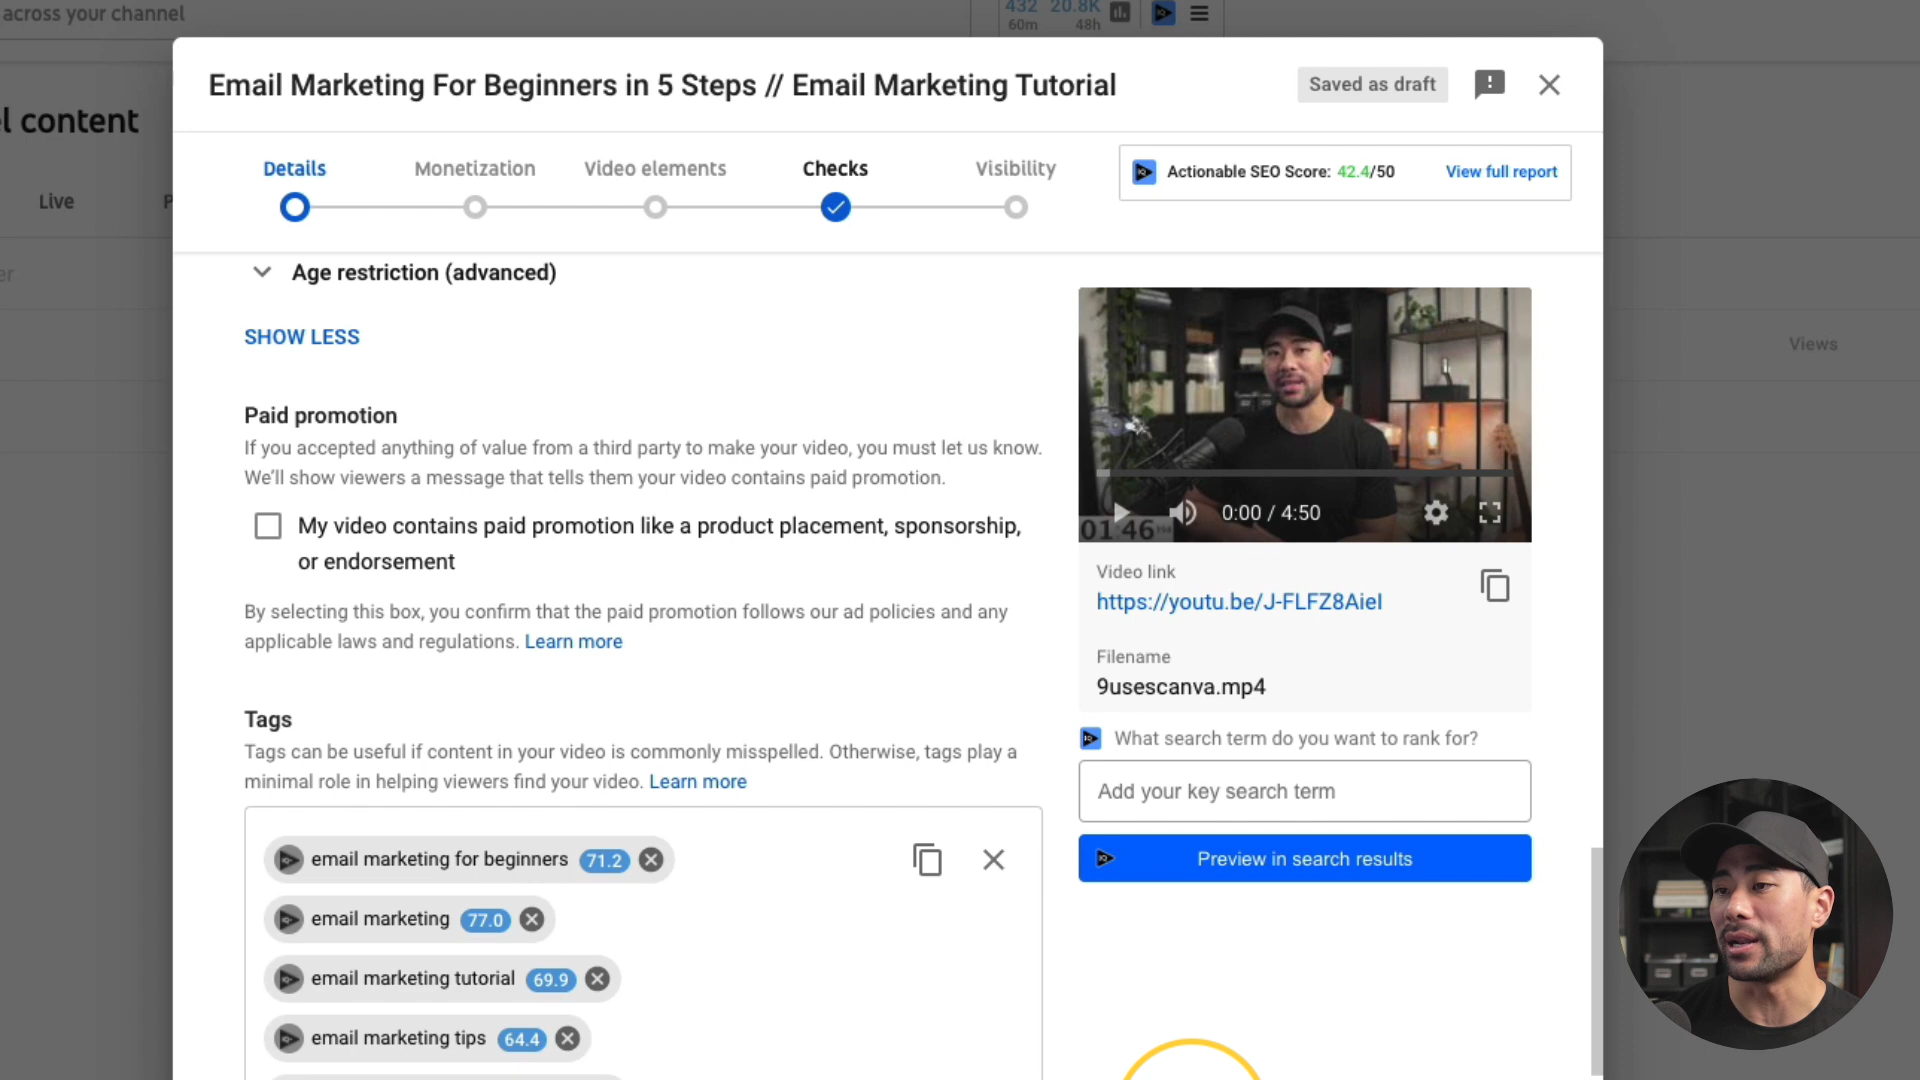 across your channel
432 20.8K
60m 48h
Email Marketing For Beginners in 5 Steps // Email Marketing Tutorial
Saved as draft
l content
Details
Monetization
Video elements
Checks
Visibility
Actionable SEO Score: 42.4/50
View full report
Live
P
er
Age restriction (advanced)
SHOW LESS
Views
Paid promotion
If you accepted anything of value from a third party to make your video, you must let us know.
We'll show viewers a message that tells them your video contains paid promotion.
My video contains paid promotion like a product placement, sponsorship,
or endorsement
By selecting this box, you confirm that the paid promotion follows our ad policies and any
applicable laws and regulations. Learn more
01 46
0:00 / 4:50
Video link
https://youtu.be/J-FLFZ8AieI
Filename
9usescanva.mp4
Tags
Tags can be useful if content in your video is commonly misspelled. Otherwise, tags play a
minimal role in helping viewers find your video. Learn more
What search term do you want to rank for?
Add your key search term
Preview in search results
email marketing for beginners 71.2
email marketing 77.0
email marketing tutorial 69.9
email marketing tips 64.4